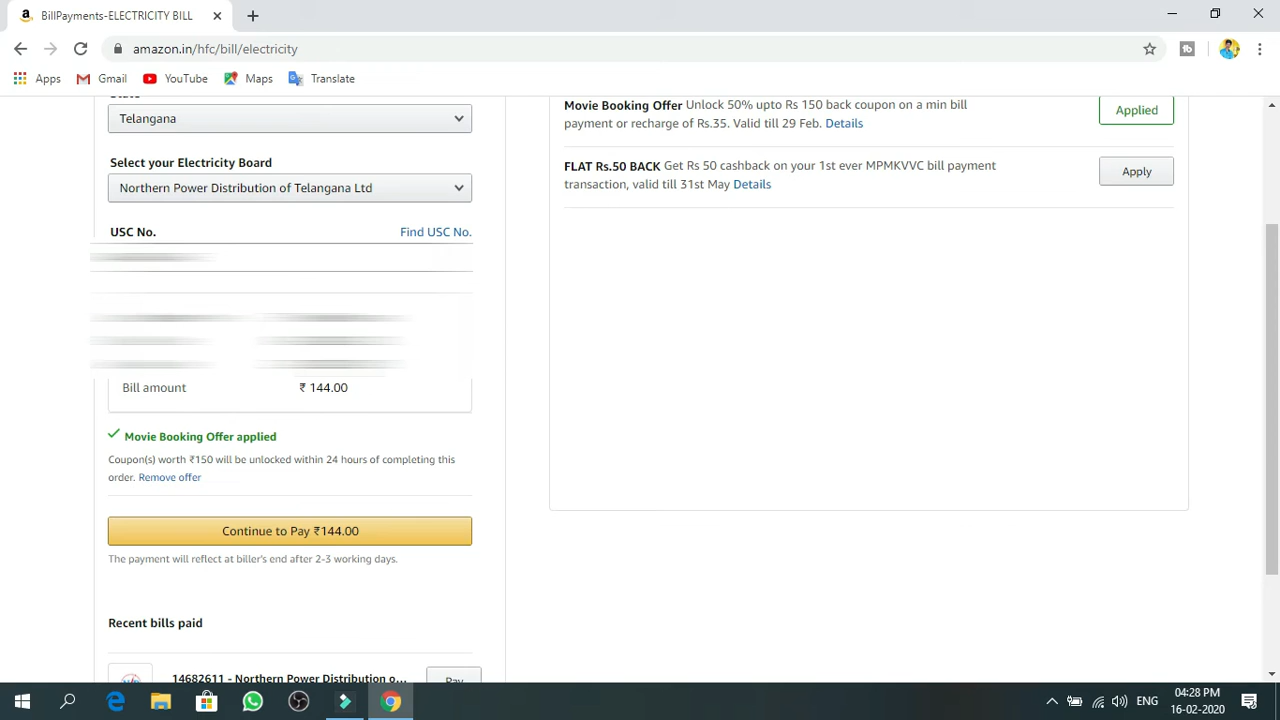 BillPayments-ELECTRICITY BILL
amazon.in/hfc/bill/electricity
Apps Gmail YouTube Maps Translate
State
Telangana
Select your Electricity Board
Northern Power Distribution of Telangana Ltd
USC No. Find USC No.
Bill amount ₹ 144.00
Movie Booking Offer applied
Coupon(s) worth ₹150 will be unlocked within 24 hours of completing this
order. Remove offer
Continue to Pay ₹144.00
The payment will reflect at biller's end after 2-3 working days.
Recent bills paid
14682611 - Northern Power Distribution o...
Pay
Movie Booking Offer Unlock 50% upto Rs 150 back coupon on a min bill
payment or recharge of Rs.35. Valid till 29 Feb. Details
Applied
FLAT Rs.50 BACK Get Rs 50 cashback on your 1st ever MPMKVVC bill payment
transaction, valid till 31st May Details
Apply
ENG
04:28 PM
16-02-2020